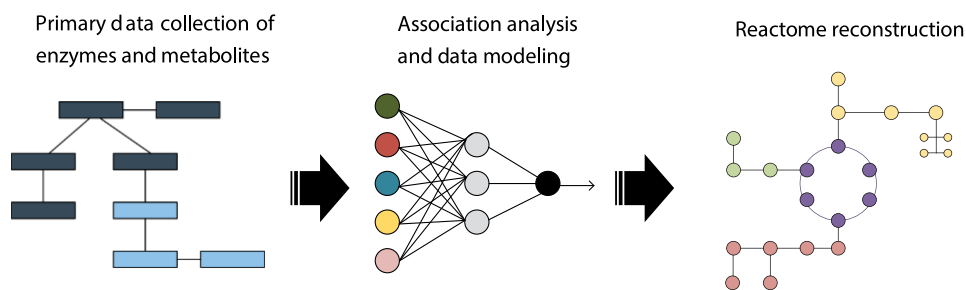 Primary data collection of
enzymes and metabolites
Association analysis
and data modeling
Reactome reconstruction